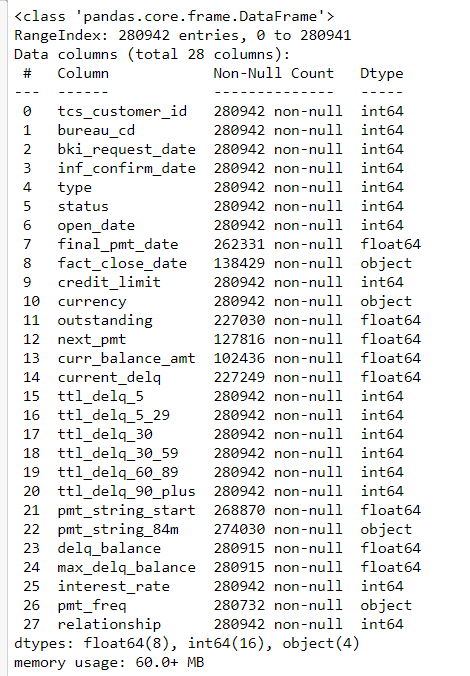 <class 'pandas.core.frame.DataFrame'>
RangeIndex: 280942 entries, 0 to 280941
Data columns (total 28 columns):
 #   Column             Non-Null Count   Dtype
---  ------             --------------   -----
 0   tcs_customer_id    280942 non-null  int64
 1   bureau_cd          280942 non-null  int64
 2   bki_request_date   280942 non-null  int64
 3   inf_confirm_date   280942 non-null  int64
 4   type               280942 non-null  int64
 5   status             280942 non-null  int64
 6   open_date          280942 non-null  int64
 7   final_pmt_date     262331 non-null  float64
 8   fact_close_date    138429 non-null  object
 9   credit_limit       280942 non-null  int64
 10  currency           280942 non-null  object
 11  outstanding        227030 non-null  float64
 12  next_pmt           127816 non-null  float64
 13  curr_balance_amt   102436 non-null  float64
 14  current_delq       227249 non-null  float64
 15  ttl_delq_5         280942 non-null  int64
 16  ttl_delq_5_29      280942 non-null  int64
 17  ttl_delq_30        280942 non-null  int64
 18  ttl_delq_30_59     280942 non-null  int64
 19  ttl_delq_60_89     280942 non-null  int64
 20  ttl_delq_90_plus   280942 non-null  int64
 21  pmt_string_start   268870 non-null  float64
 22  pmt_string_84m     274030 non-null  object
 23  delq_balance       280915 non-null  float64
 24  max_delq_balance   280915 non-null  float64
 25  interest_rate      280942 non-null  int64
 26  pmt_freq           280732 non-null  object
 27  relationship       280942 non-null  int64
dtypes: float64(8), int64(16), object(4)
memory usage: 60.0+ MB